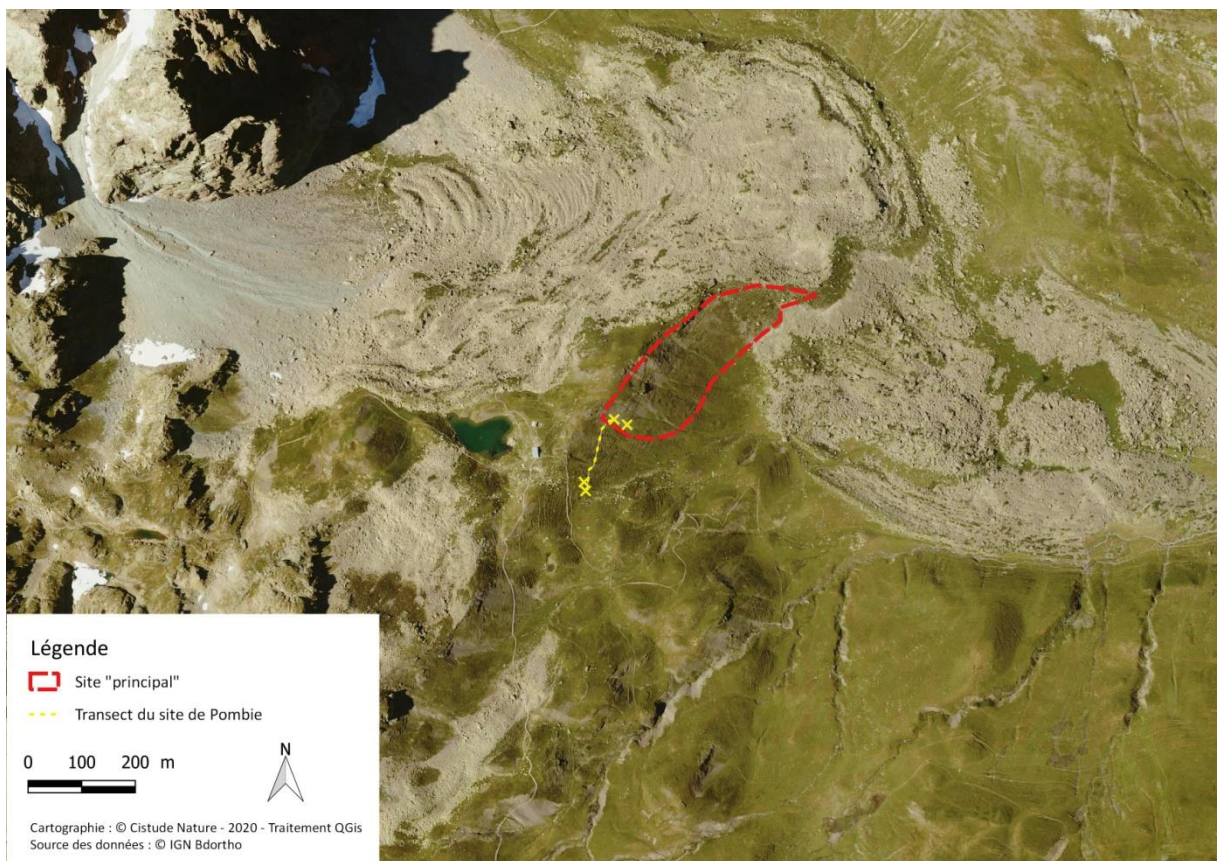 Légende
Site "principal"
Transect du site de Pombie
0 100 200 m
N
Cartographie : © Cistude Nature - 2020 - Traitement QGis
Source des données : © IGN Bdortho